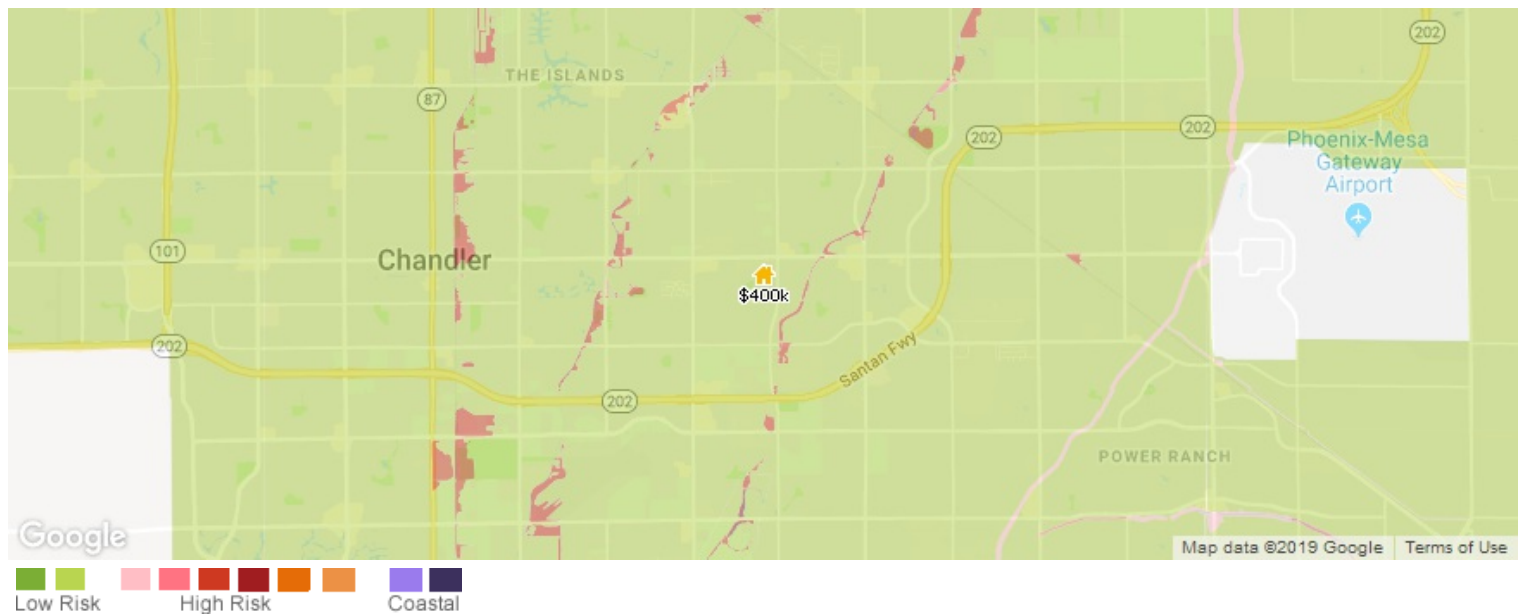 202
THE ISLANDS
87
202
202
Phoenix-Mesa
Gateway
Airport
101
Chandler
$400k
202
Santan Fwy
202
POWER RANCH
Google
Map data ©2019 Google
Terms of Use
Low Risk
High Risk
Coastal